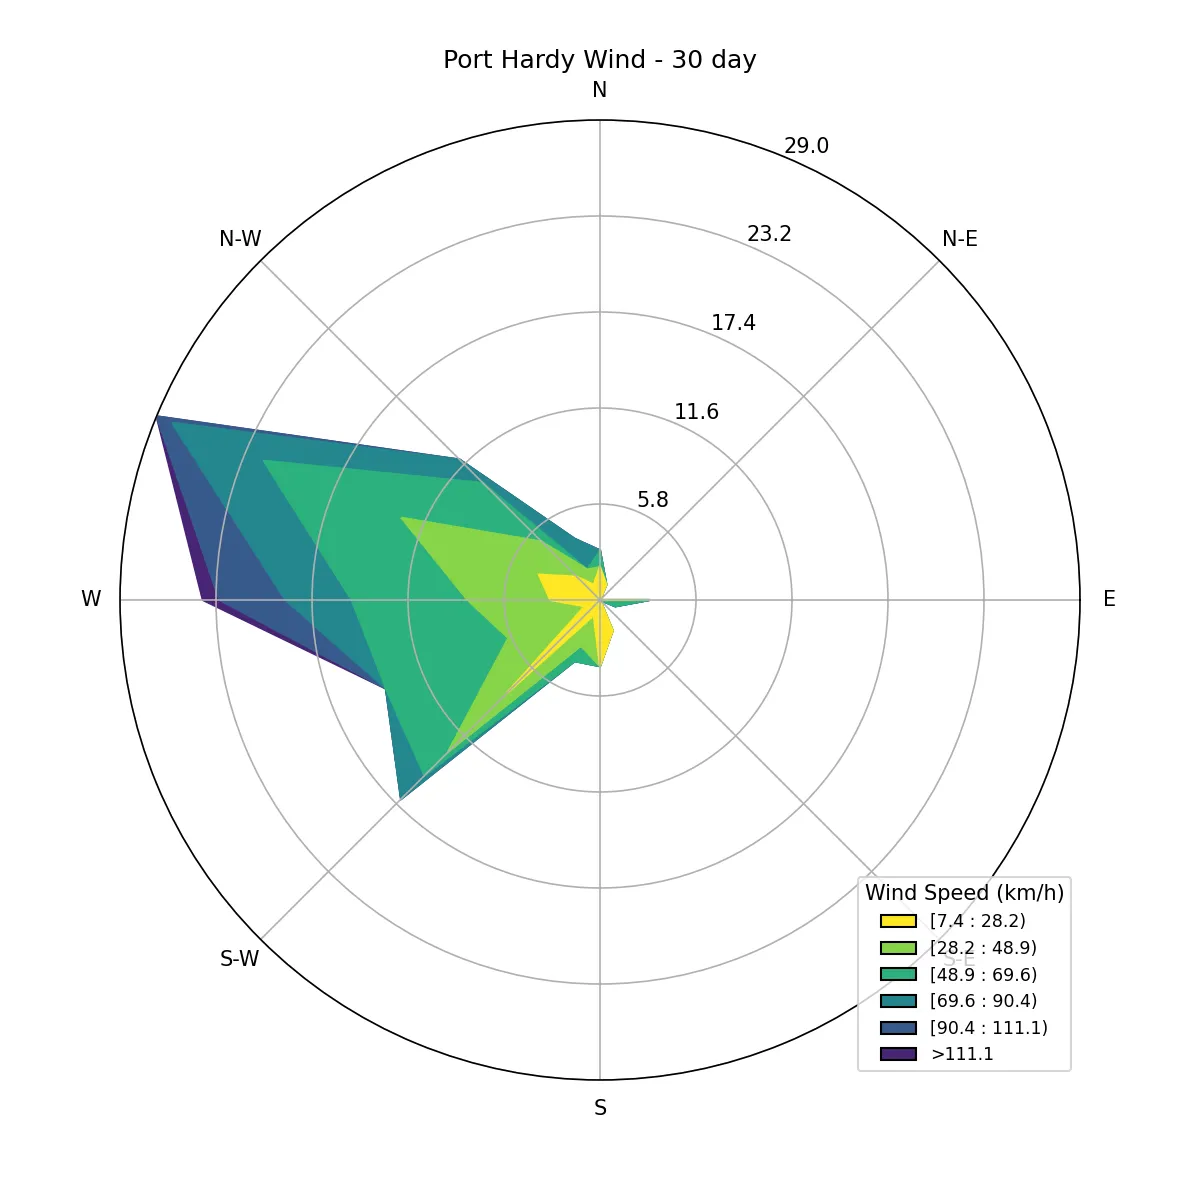 Port Hardy Wind - 30 day
N
29.0
23.2
N-W
N-E
17.4
11.6
5.8
W
E
S-W
S-E
S
Wind Speed (km/h)
[7.4 : 28.2)
[28.2 : 48.9)
[48.9 : 69.6)
[69.6 : 90.4)
[90.4 : 111.1)
>111.1